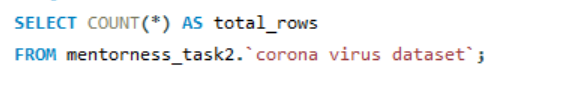 SELECT COUNT(*) AS total_rows
FROM mentorness_task2.`corona virus dataset`;